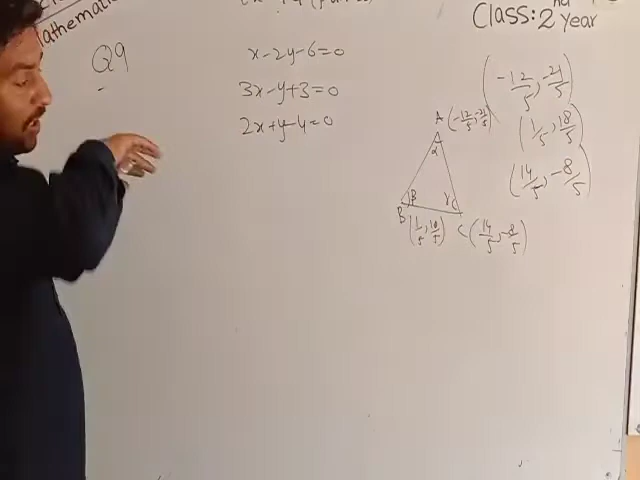 Mathemati
Class: 2nd year
Q9
x-2y-6=0
3x-y+3=0
2x+y-4=0
(-12/5, -21/5)
(1/5, 18/5)
(14/5, -8/5)
A (-12/5, -21/5)
α
B
β
γ
(1/5, 18/5)
C (14/5, -8/5)